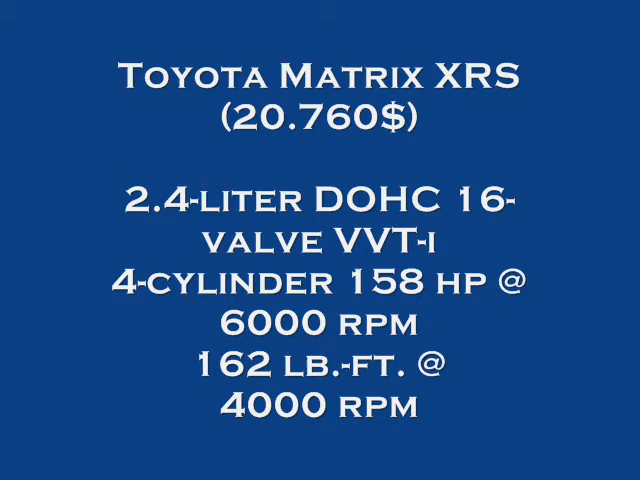 Toyota Matrix XRS
(20.760$)
2.4-liter DOHC 16-
valve VVT-i
4-cylinder 158 hp @
6000 rpm
162 lb.-ft. @
4000 rpm